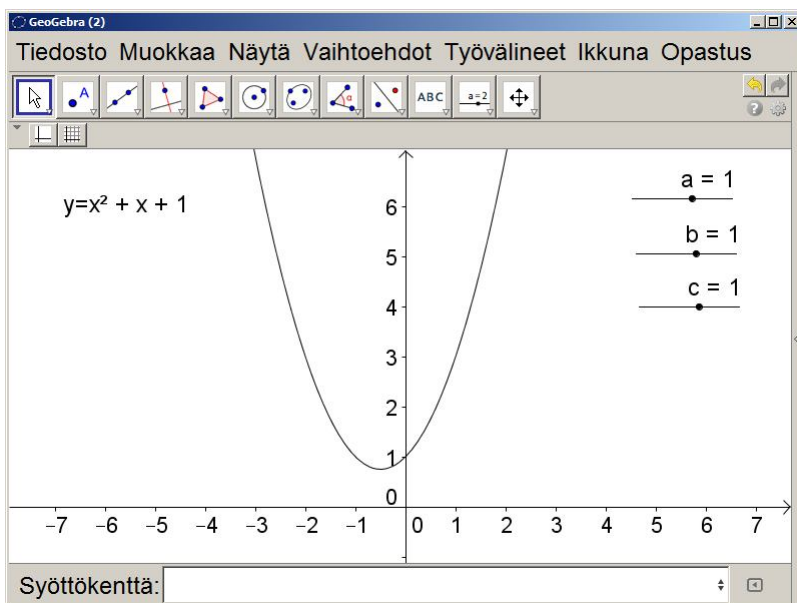 GeoGebra (2)
Tiedosto Muokkaa Näytä Vaihtoehdot Työvälineet Ikkuna Opastus
A α ABC a=2
y=x² + x + 1
a = 1
b = 1
c = 1
6
5
4
3
2
1
0
−7 −6 −5 −4 −3 −2 −1 0 1 2 3 4 5 6 7
Syöttökenttä: